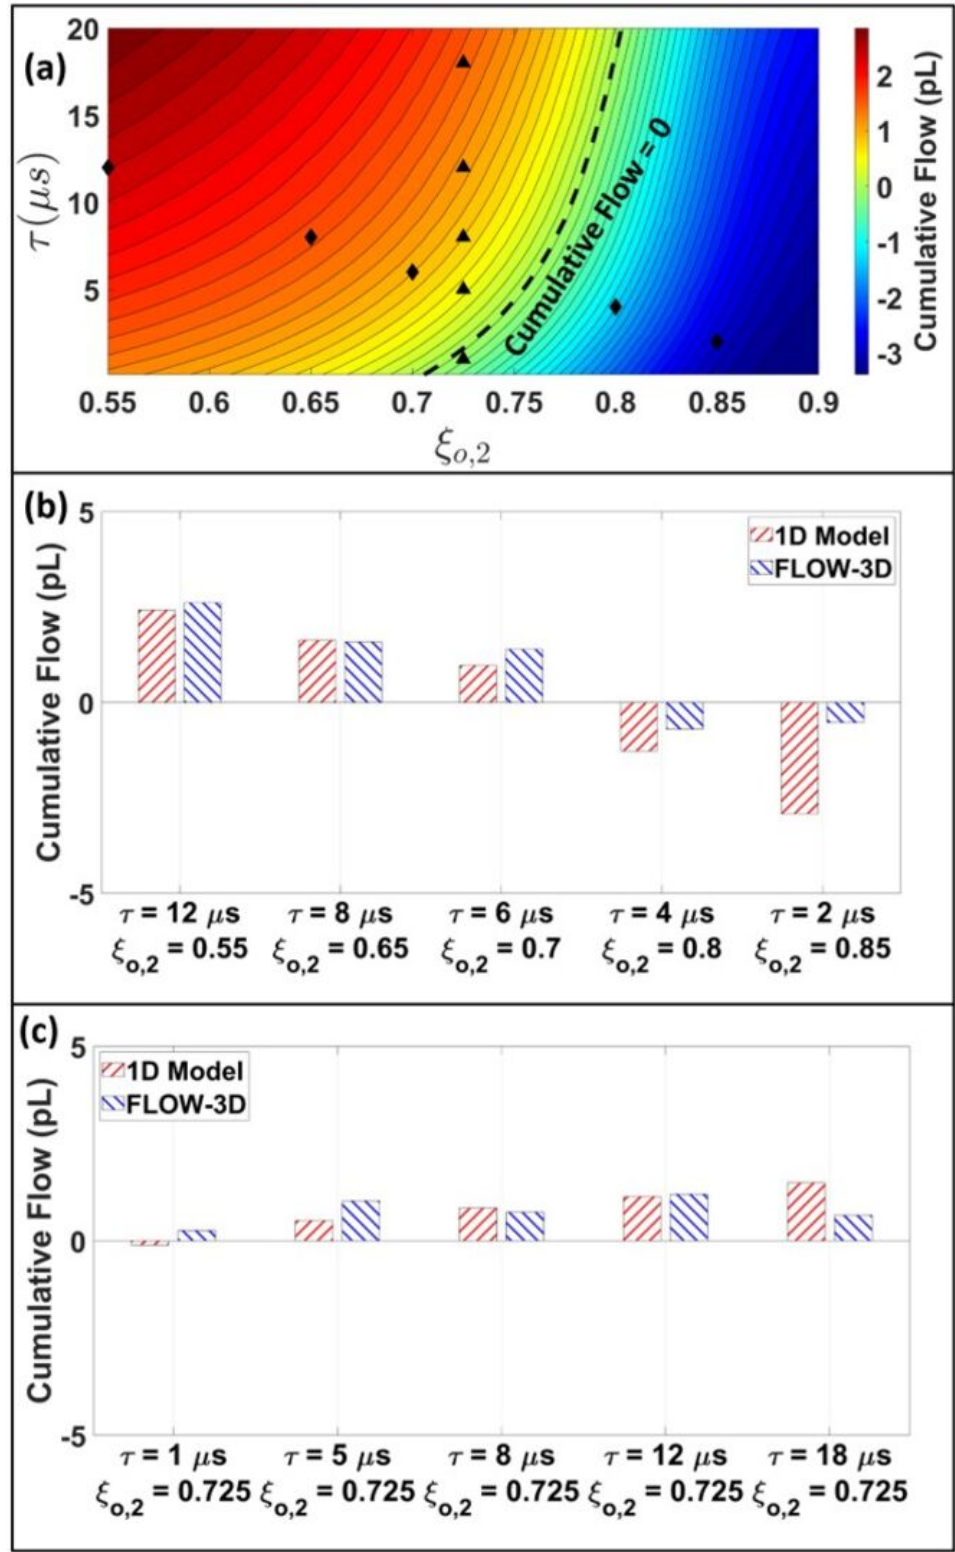 (a)
20
15
10
5
τ(μs)
0.55 0.6 0.65 0.7 0.75 0.8 0.85 0.9
ξo,2
Cumulative Flow = 0
2
1
0
-1
-2
-3
Cumulative Flow (pL)
(b)
5
0
-5
Cumulative Flow (pL)
1D Model
FLOW-3D
τ = 12 μs τ = 8 μs τ = 6 μs τ = 4 μs τ = 2 μs
ξo,2 = 0.55 ξo,2 = 0.65 ξo,2 = 0.7 ξo,2 = 0.8 ξo,2 = 0.85
(c)
5
0
-5
Cumulative Flow (pL)
1D Model
FLOW-3D
τ = 1 μs τ = 5 μs τ = 8 μs τ = 12 μs τ = 18 μs
ξo,2 = 0.725 ξo,2 = 0.725 ξo,2 = 0.725 ξo,2 = 0.725 ξo,2 = 0.725